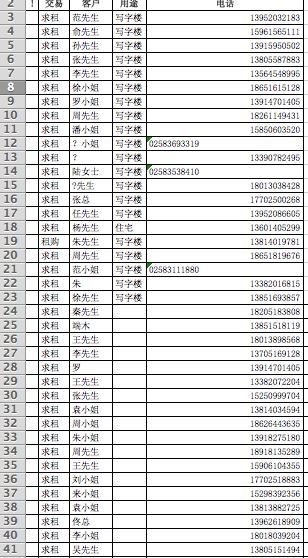 2 ! 交易 客户 用途 电话
3 求租 范先生 写字楼 13952032183
4 求租 俞先生 写字楼 15961565111
5 求租 孙先生 写字楼 13915950502
6 求租 张先生 写字楼 13805587883
7 求租 李先生 写字楼 13564548995
8 求租 徐小姐 写字楼 18651615128
9 求租 罗小姐 写字楼 13914701405
10 求租 周先生 写字楼 18261149431
11 求租 潘小姐 写字楼 15850603520
12 求租 ？小姐 写字楼 02583693319
13 求租 ？ 写字楼 13390782495
14 求租 陆女士 写字楼 02583538410
15 求租 ?先生 写字楼 18013038428
16 求租 张总 写字楼 17702500268
17 求租 任先生 写字楼 13952086605
18 求租 杨先生 住宅 13601405299
19 租购 朱先生 写字楼 13814019781
20 求租 周先生 写字楼 18651819676
21 求租 范小姐 写字楼 02583111880
22 求租 朱 写字楼 13382016815
23 求租 徐先生 写字楼 13851693857
24 求租 秦先生 18205183808
25 求租 端木 13851518119
26 求租 王先生 18013898568
27 求租 李先生 13705169128
28 求租 罗 13914701405
29 求租 王先生 13382072204
30 求租 张先生 15250999704
31 求租 袁小姐 13814034594
32 求租 周小姐 18626443635
33 求租 朱小姐 13918275180
34 求租 周先生 18918135289
35 求租 王先生 15906104355
36 求租 刘小姐 17702518883
37 求租 来小姐 15298392356
38 求租 袁小姐 13813882725
39 求租 佟总 13962618909
40 求租 李小姐 18018039204
41 求租 吴先生 13805151494